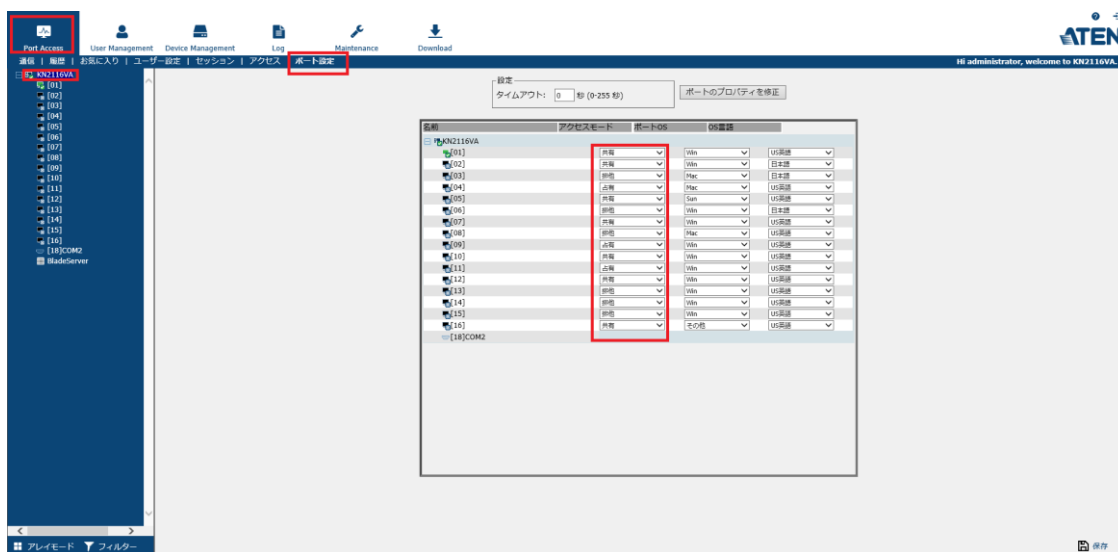 ATEN
Port Access User Management Device Management Log Maintenance Download
通信 | 履歴 | お気に入り | ユーザー設定 | セッション | アクセス | ポート設定
Hi administrator, welcome to KN2116VA.
KN2116VA
[01]
[02]
[03]
[04]
[05]
[06]
[07]
[08]
[09]
[10]
[11]
[12]
[13]
[14]
[15]
[16]
[18]COM2
BladeServer
設定
タイムアウト: 0 秒 (0-255 秒)
ポートのプロパティを修正
名前 アクセスモード ポートOS OS言語
KN2116VA
[01] 共有 Win US英語
[02] 共有 Win 日本語
[03] 排他 Mac 日本語
[04] 占有 Mac US英語
[05] 共有 Sun US英語
[06] 排他 Win 日本語
[07] 共有 Win US英語
[08] 排他 Mac US英語
[09] 占有 Win US英語
[10] 共有 Win US英語
[11] 占有 Win US英語
[12] 共有 Win US英語
[13] 排他 Win US英語
[14] 排他 Win US英語
[15] 排他 Win US英語
[16] 共有 その他 US英語
[18]COM2
アレイモード フィルター
保存